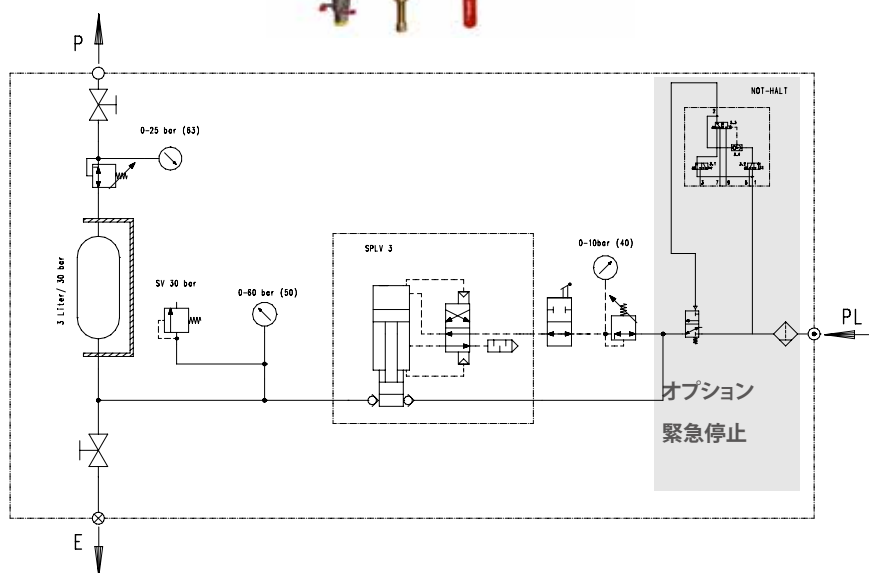 P
NOT-HALT
0-25 bar (63)
SPLV 3
0-10bar (40)
3 Liter/ 30 bar
SV 30 bar
0-60 bar (50)
PL
オプション
緊急停止
E